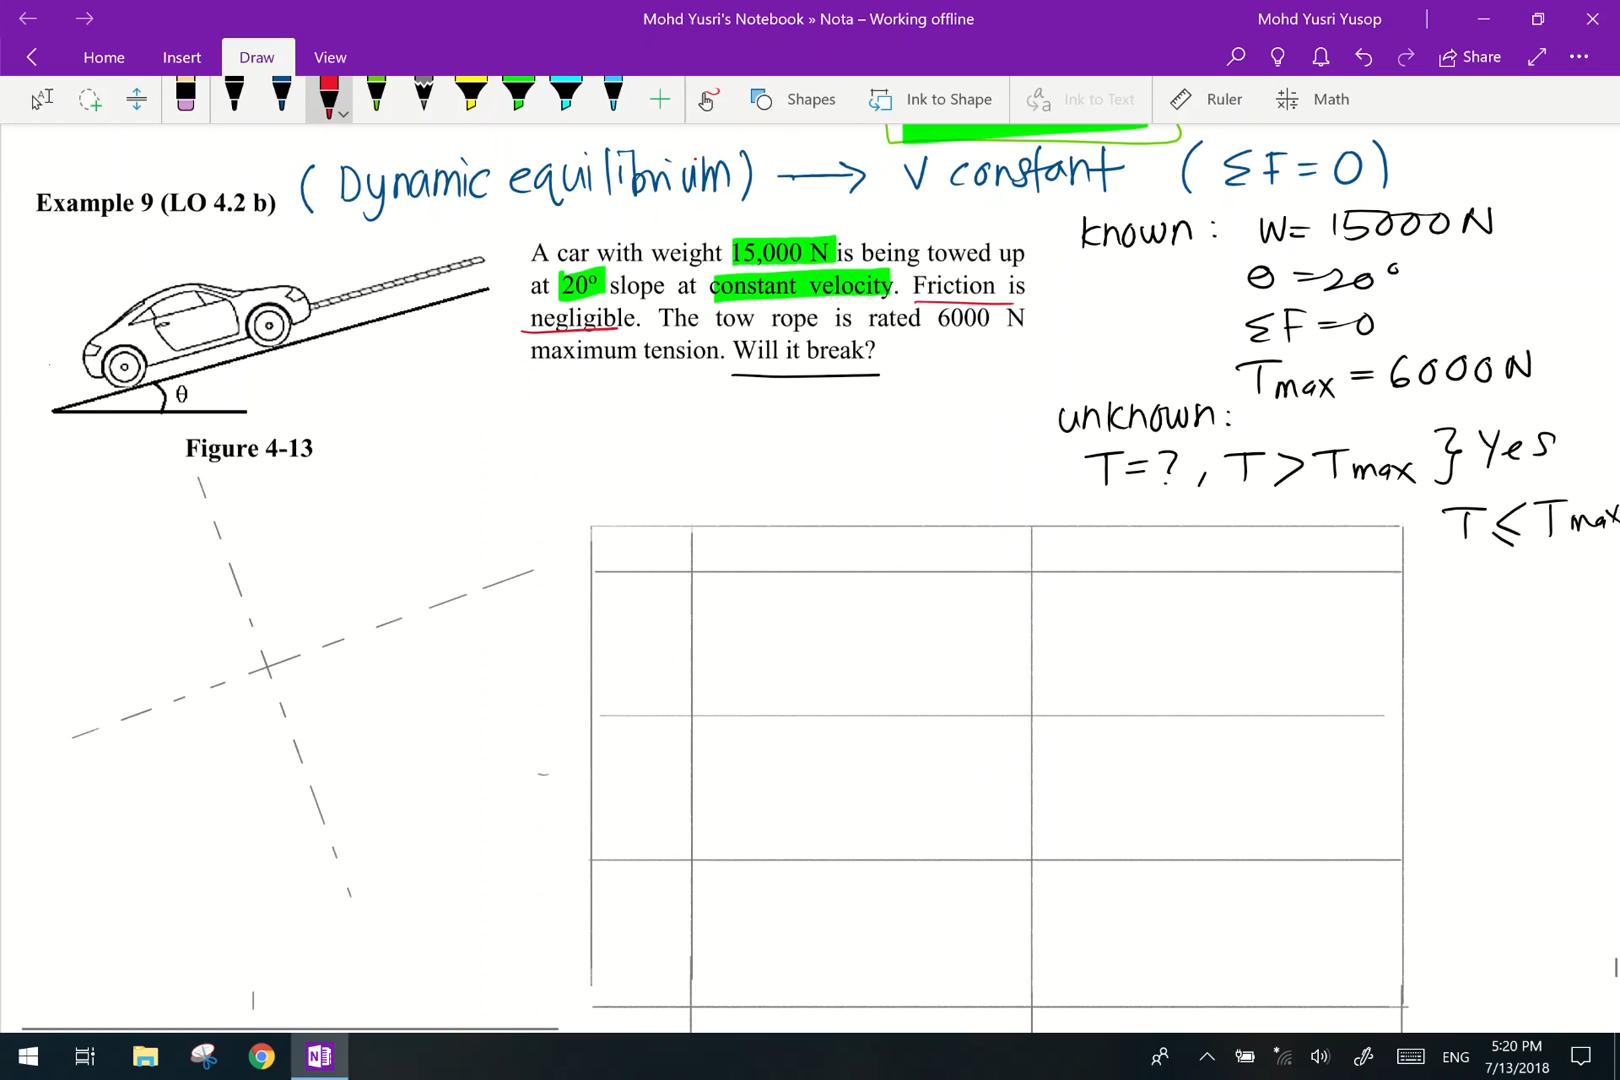 Mohd Yusri's Notebook » Nota – Working offline
Mohd Yusri Yusop
Home Insert Draw View
Share
Shapes Ink to Shape Ink to Text Ruler Math
(Dynamic equilibrium) → V constant (ΣF = 0)
Example 9 (LO 4.2 b)
A car with weight 15,000 N is being towed up
at 20° slope at constant velocity. Friction is
negligible. The tow rope is rated 6000 N
maximum tension. Will it break?
θ
Figure 4-13
known : W = 15000 N
θ = 20°
ΣF = 0
Tmax = 6000 N
unknown :
T = ? , T > Tmax } Yes
T ≤ Tmax
ENG
5:20 PM
7/13/2018